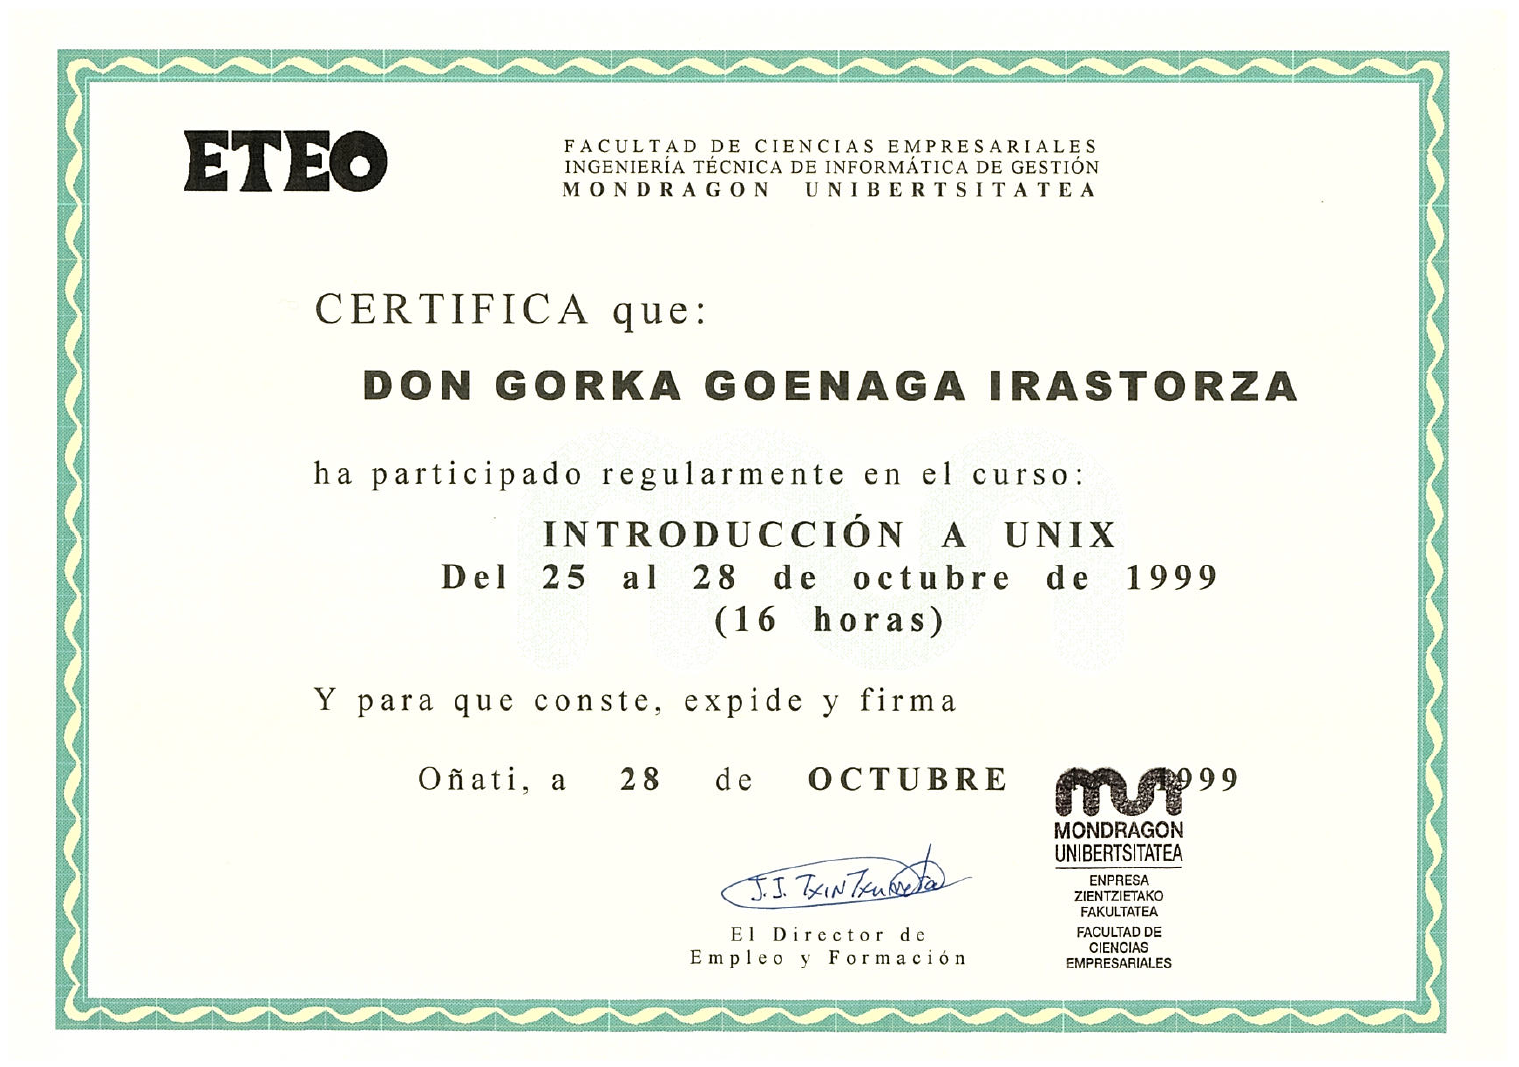 ETEO
FACULTAD DE CIENCIAS EMPRESARIALES
INGENIERÍA TÉCNICA DE INFORMÁTICA DE GESTIÓN
MONDRAGON UNIBERTSITATEA
CERTIFICA que:
DON GORKA GOENAGA IRASTORZA
ha participado regularmente en el curso:
INTRODUCCIÓN A UNIX
Del 25 al 28 de octubre de 1999
(16 horas)
Y para que conste, expide y firma
Oñati, a 28 de OCTUBRE 1999
MONDRAGON
UNIBERTSITATEA
ENPRESA
ZIENTZIETAKO
FAKULTATEA
FACULTAD DE
CIENCIAS
EMPRESARIALES
J.J. Txintxurreta
El Director de
Empleo y Formación